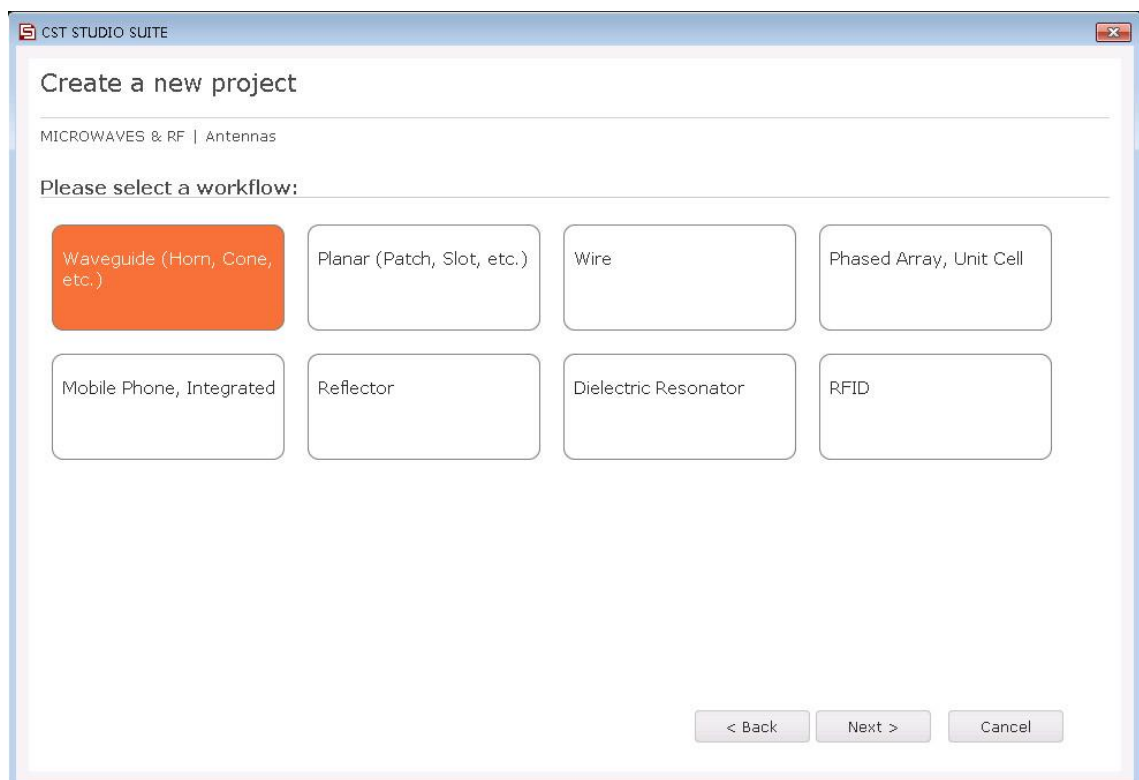 CST STUDIO SUITE
Create a new project
MICROWAVES & RF | Antennas
Please select a workflow:
Waveguide (Horn, Cone,
etc.)
Planar (Patch, Slot, etc.)
Wire
Phased Array, Unit Cell
Mobile Phone, Integrated
Reflector
Dielectric Resonator
RFID
< Back
Next >
Cancel